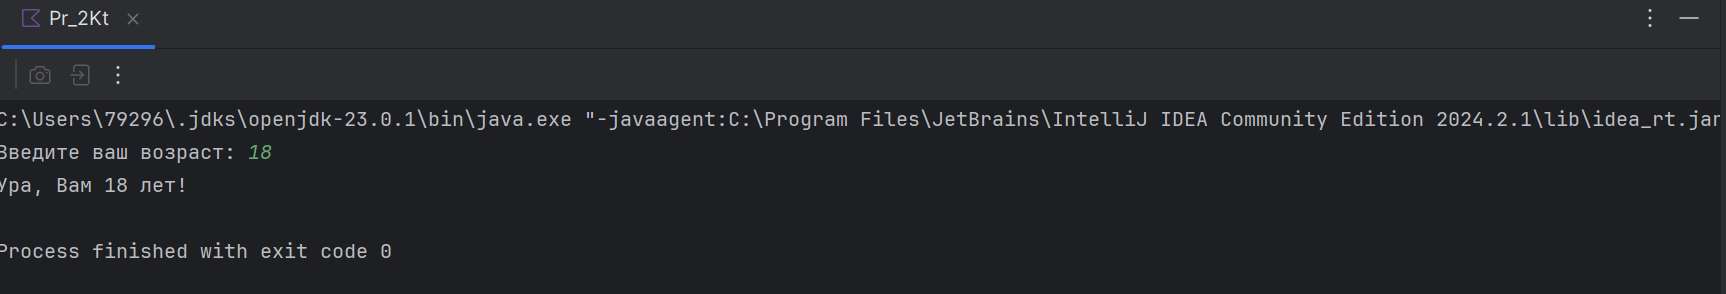 Pr_2Kt
C:\Users\79296\.jdks\openjdk-23.0.1\bin\java.exe "-javaagent:C:\Program Files\JetBrains\IntelliJ IDEA Community Edition 2024.2.1\lib\idea_rt.jar
Введите ваш возраст: 18
Ура, Вам 18 лет!
Process finished with exit code 0